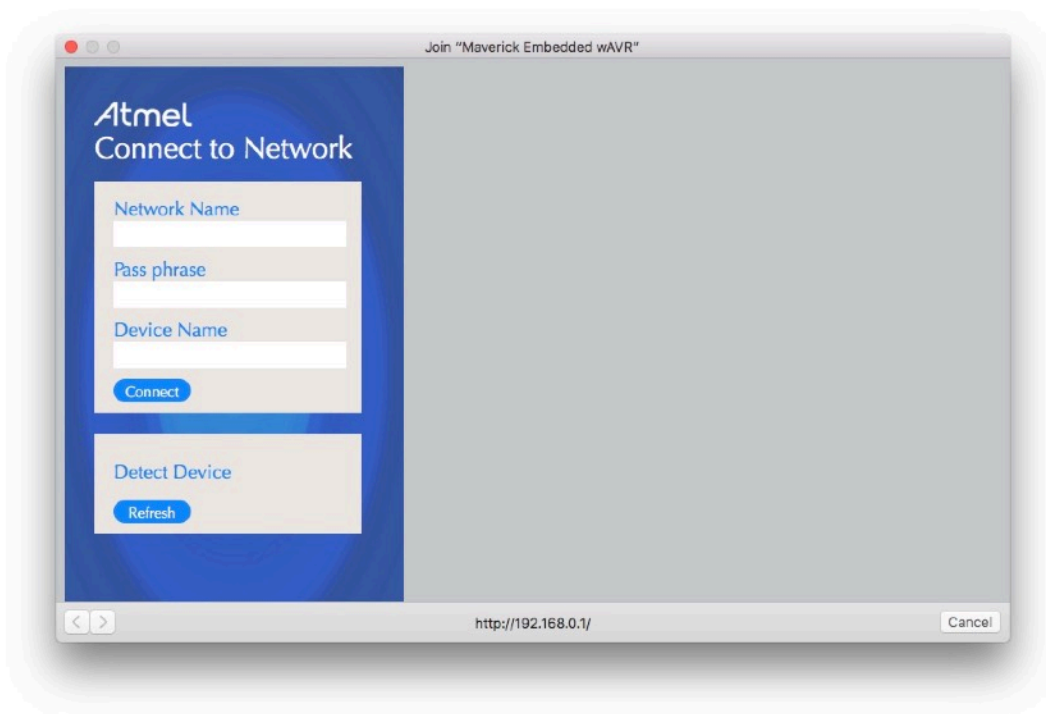 Join "Maverick Embedded wAVR"
Atmel
Connect to Network
Network Name
Pass phrase
Device Name
Connect
Detect Device
Refresh
http://192.168.0.1/
Cancel